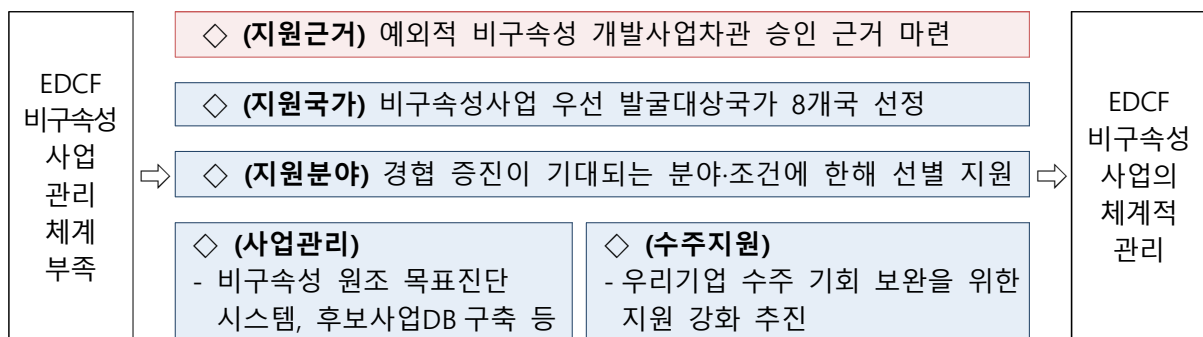 EDCF
비구속성
사업
관리
체계
부족
⇨
◇ (지원근거) 예외적 비구속성 개발사업차관 승인 근거 마련
◇ (지원국가) 비구속성사업 우선 발굴대상국가 8개국 선정
◇ (지원분야) 경협 증진이 기대되는 분야·조건에 한해 선별 지원
◇ (사업관리)
- 비구속성 원조 목표진단
시스템, 후보사업DB 구축 등
◇ (수주지원)
- 우리기업 수주 기회 보완을 위한
지원 강화 추진
⇨
EDCF
비구속성
사업의
체계적
관리